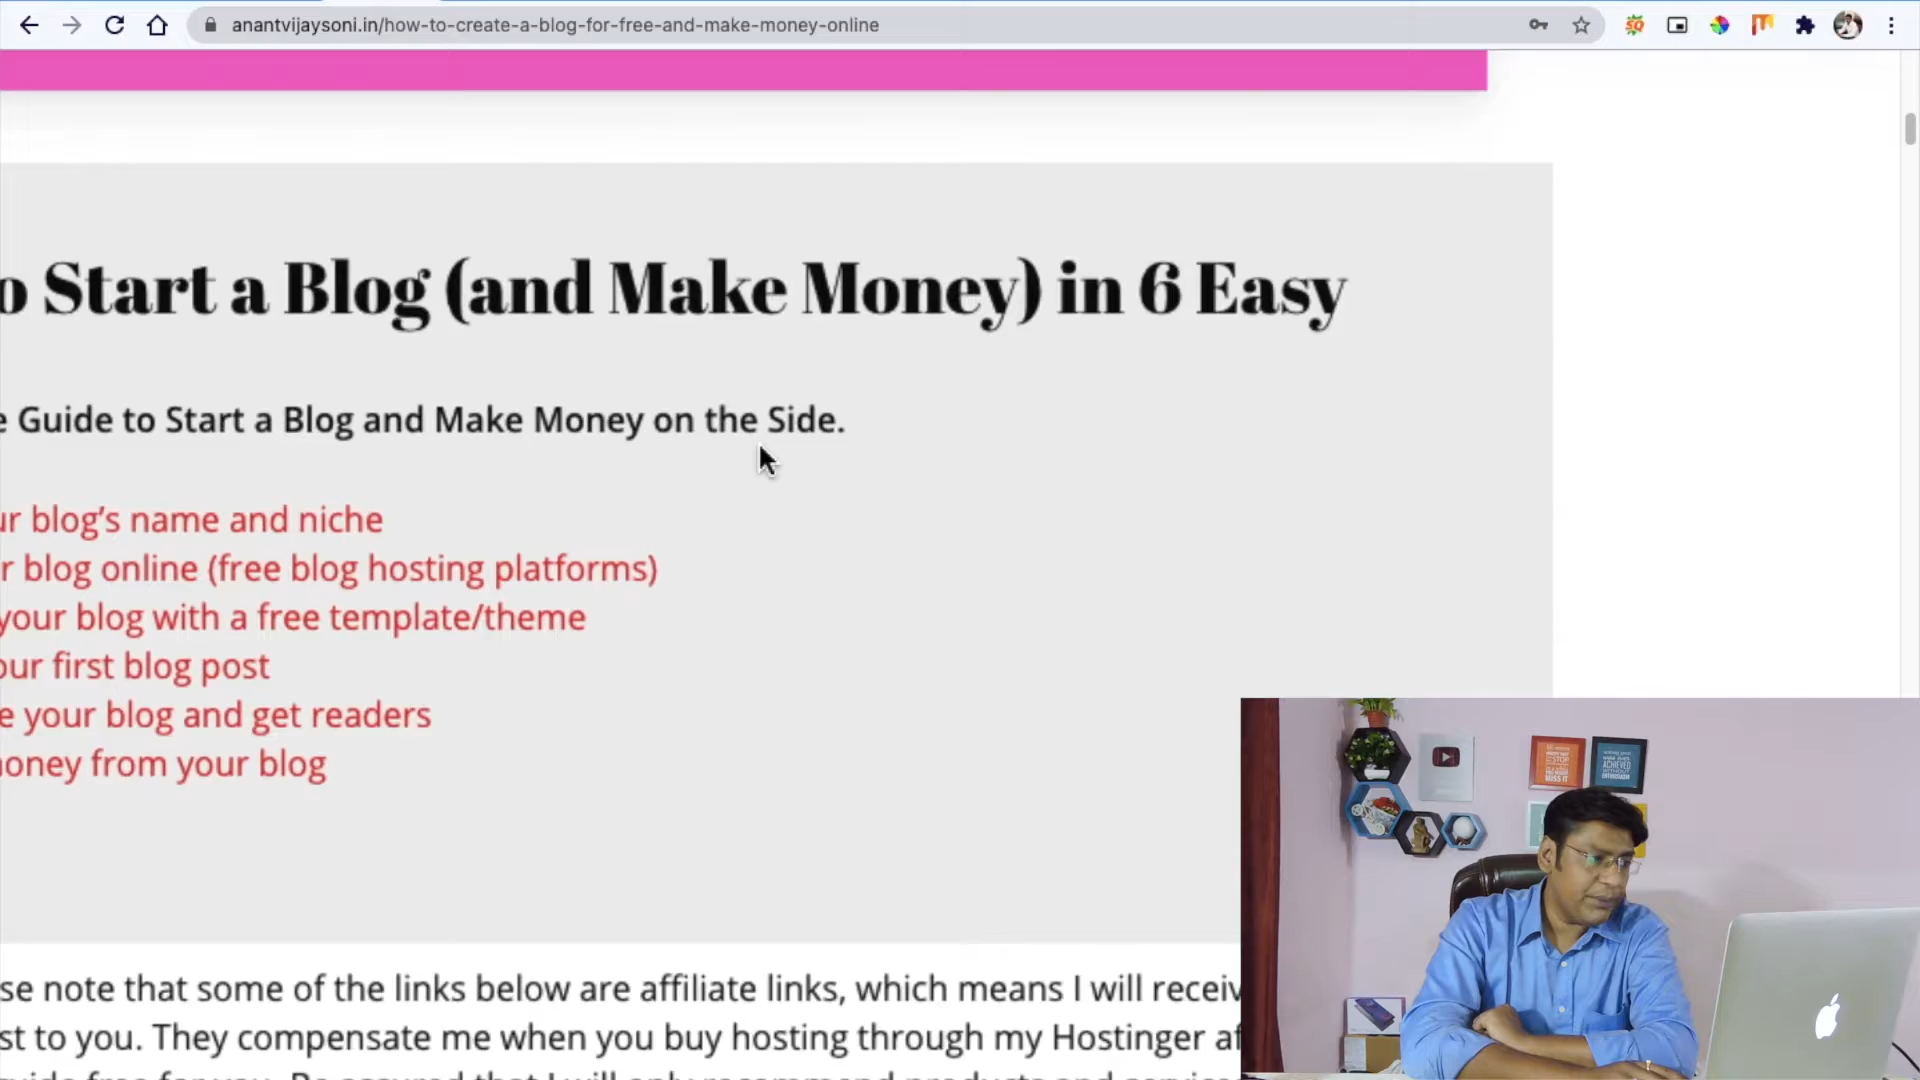 anantvijaysoni.in/how-to-create-a-blog-for-free-and-make-money-online
o Start a Blog (and Make Money) in 6 Easy
e Guide to Start a Blog and Make Money on the Side.
ur blog's name and niche
r blog online (free blog hosting platforms)
your blog with a free template/theme
our first blog post
e your blog and get readers
oney from your blog
se note that some of the links below are affiliate links, which means I will receiv
st to you. They compensate me when you buy hosting through my Hostinger af
ACHIEVED
WITHOUT
ENTHUSIASM